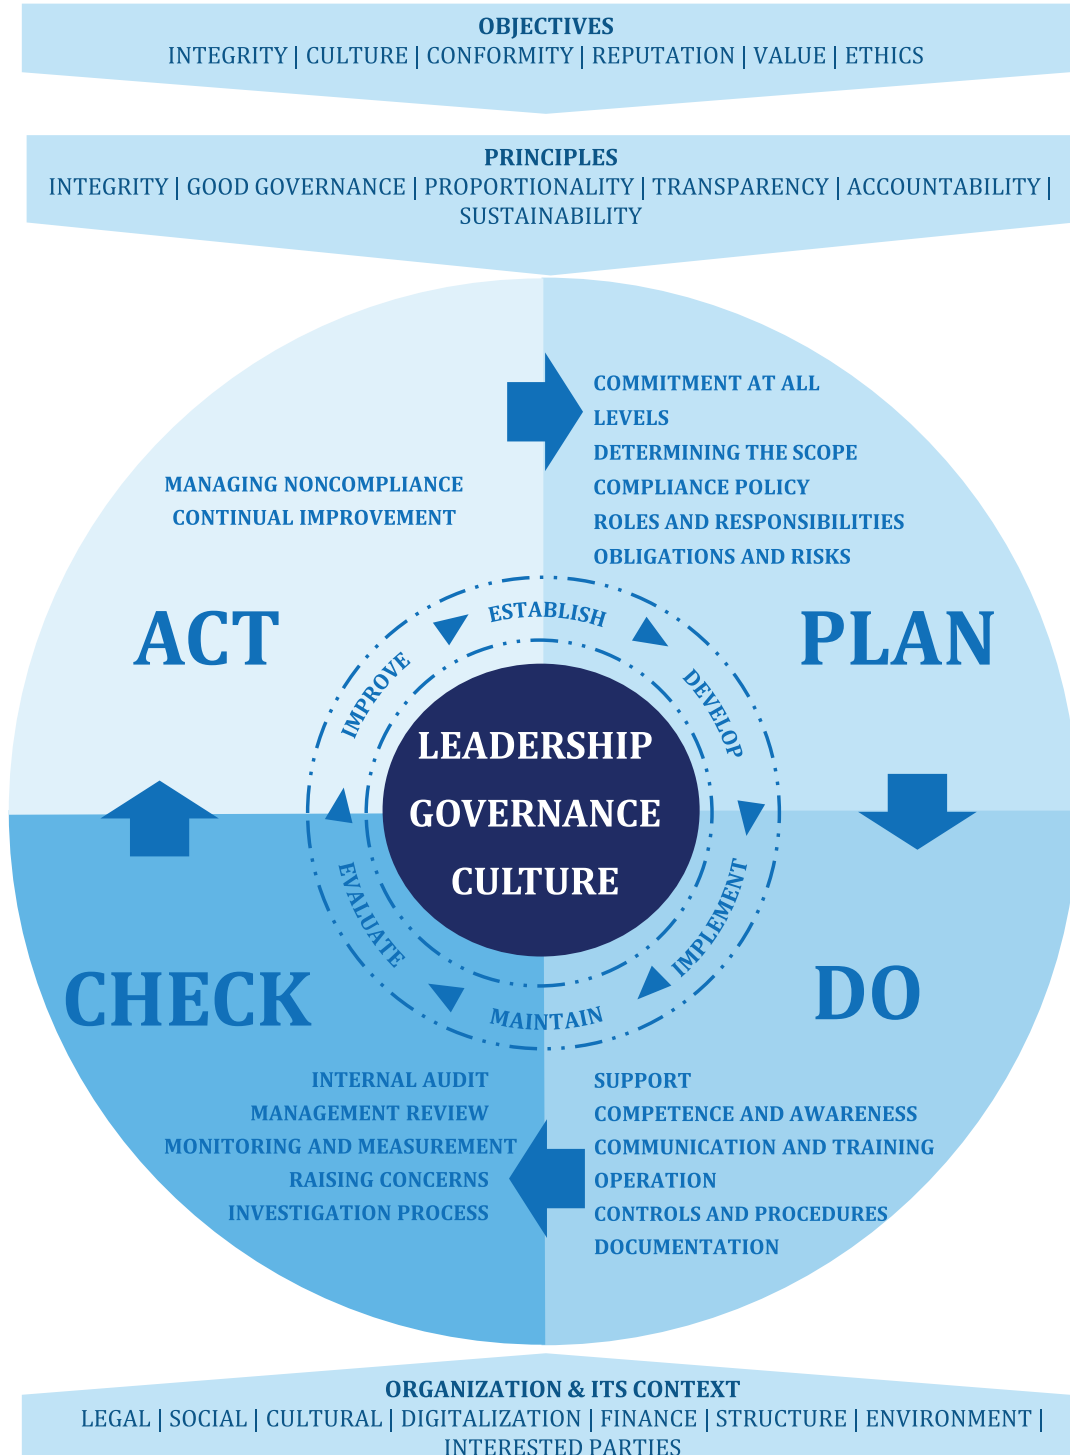 OBJECTIVES
INTEGRITY | CULTURE | CONFORMITY | REPUTATION | VALUE | ETHICS
PRINCIPLES
INTEGRITY | GOOD GOVERNANCE | PROPORTIONALITY | TRANSPARENCY | ACCOUNTABILITY |
SUSTAINABILITY
COMMITMENT AT ALL
LEVELS
DETERMINING THE SCOPE
COMPLIANCE POLICY
ROLES AND RESPONSIBILITIES
OBLIGATIONS AND RISKS
MANAGING NONCOMPLIANCE
CONTINUAL IMPROVEMENT
ACT
PLAN
ESTABLISH
DEVELOP
IMPLEMENT
MAINTAIN
EVALUATE
IMPROVE
LEADERSHIP
GOVERNANCE
CULTURE
CHECK
DO
INTERNAL AUDIT
MANAGEMENT REVIEW
MONITORING AND MEASUREMENT
RAISING CONCERNS
INVESTIGATION PROCESS
SUPPORT
COMPETENCE AND AWARENESS
COMMUNICATION AND TRAINING
OPERATION
CONTROLS AND PROCEDURES
DOCUMENTATION
ORGANIZATION & ITS CONTEXT
LEGAL | SOCIAL | CULTURAL | DIGITALIZATION | FINANCE | STRUCTURE | ENVIRONMENT |
INTERESTED PARTIES